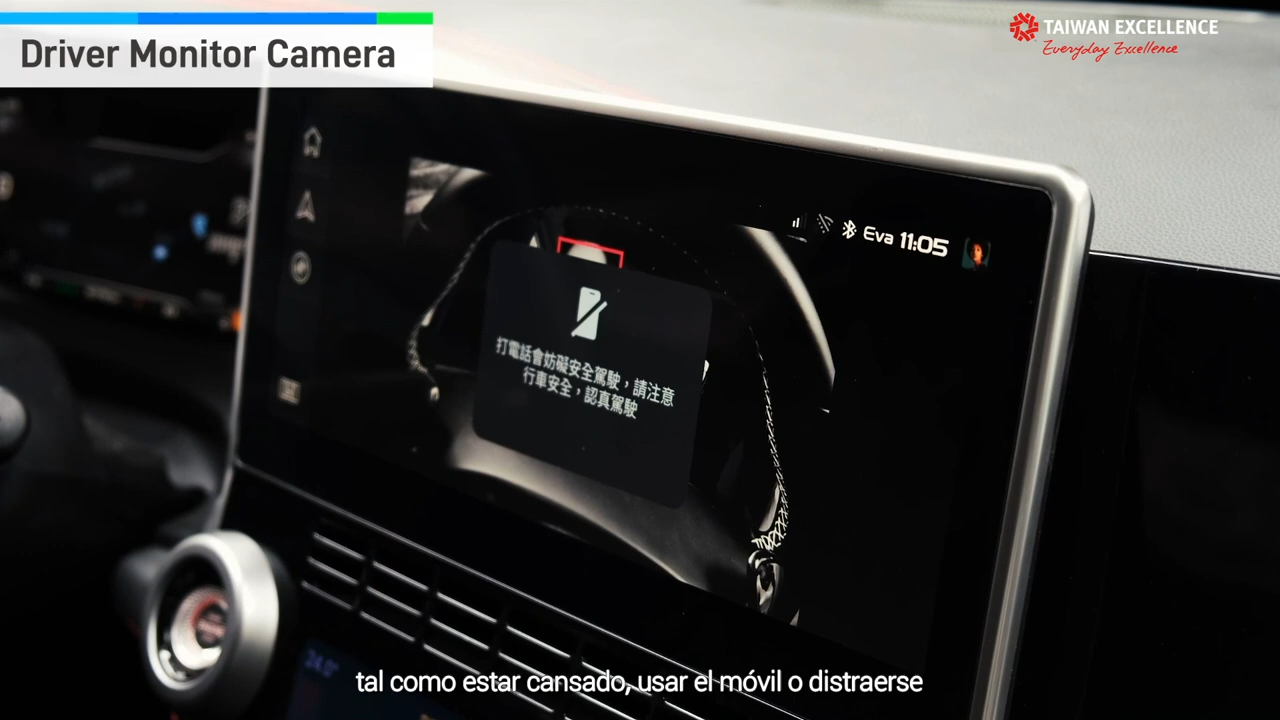 Driver Monitor Camera
TAIWAN EXCELLENCE
Everyday Excellence
Eva 11:05
打電話會妨礙安全駕駛，請注意
行車安全，認真駕駛
24.0°
tal como estar cansado, usar el móvil o distraerse